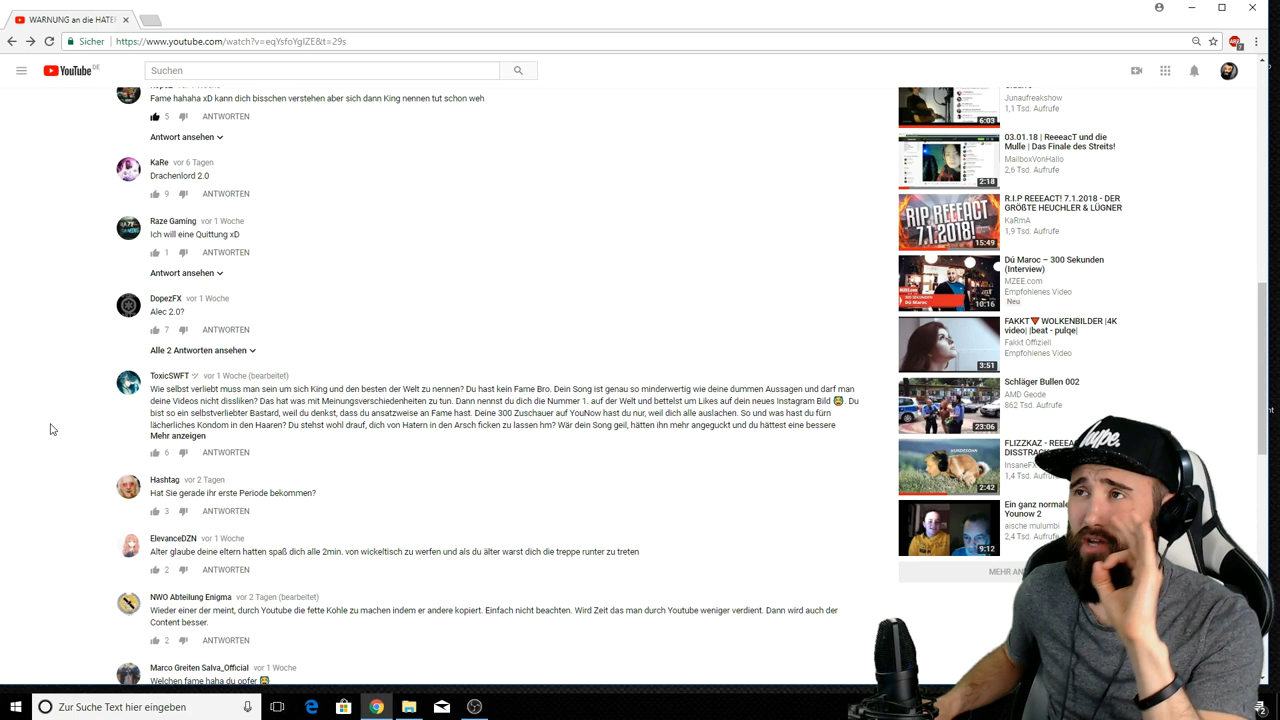 WARNUNG an die HATER
Sicher
https://www.youtube.com/watch?v=eqYsfoYgIZE&t=29s
YouTube DE
Suchen
Fame hahaha xD kann dich bisschen verstehen aber sich dann King nennen tut schon weh
5
ANTWORTEN
Antwort ansehen
KaRe vor 6 Tagen
Drachenlord 2.0
9
ANTWORTEN
Raze Gaming vor 1 Woche
Ich will eine Quittung xD
1
ANTWORTEN
Antwort ansehen
DopezFX vor 1 Woche
Alec 2.0?
7
ANTWORTEN
Alle 2 Antworten ansehen
ToxicSWFT ツ vor 1 Woche (bearbeitet)
Wie selbst verliebt muss man sein um sich King und den besten der Welt zu nennen? Du hast kein Fame Bro. Dein Song ist genau so minderwertig wie deine dummen Aussagen und darf man
deine Videos nicht disliken? Das hat was mit Meinungsverschiedenheiten zu tun. Dann nennst du dich die Nummer 1. auf der Welt und bettelst um Likes auf dein neues Instagram Bild 😂. Du
bist so ein selbstverliebter Bastard, weil du denkst, dass du ansatzweise an Fame hast. Deine 300 Zuschauer auf YouNow hast du nur, weil dich alle auslachen. So und was hast du fürn
lächerliches Kondom in den Haaren? Du stehst wohl drauf, dich von Hatern in den Arsch ficken zu lassen hm? Wär dein Song geil, hätten ihn mehr angeguckt und du hättest eine bessere
Mehr anzeigen
6
ANTWORTEN
Hashtag vor 2 Tagen
Hat Sie gerade ihr erste Periode bekommen?
3
ANTWORTEN
ElevanceDZN vor 1 Woche
Alter glaube deine eltern hatten spaß dich alle 2min. von wickeltisch zu werfen und als du älter warst dich die treppe runter zu treten
2
ANTWORTEN
NWO Abteilung Enigma vor 2 Tagen (bearbeitet)
Wieder einer der meint, durch Youtube die fette Kohle zu machen indem er andere kopiert. Einfach nicht beachten. Wird Zeit das man durch Youtube weniger verdient. Dann wird auch der
Content besser.
2
ANTWORTEN
Marco Greiten Salva_Official vor 1 Woche
Welchen fame haha du opfer 😂
6:03
Junaufreakshow
1,1 Tsd. Aufrufe
2:18
03.01.18 | ReeeacT und die
Mulle | Das Finale des Streits!
MailboxVonHallo
2,6 Tsd. Aufrufe
RIP REEEACT
7.1.2018!
15:49
R.I.P REEEACT! 7.1.2018 - DER
GRÖßTE HEUCHLER & LÜGNER
KaRmA
1,9 Tsd. Aufrufe
300 SEKUNDEN
Dú Maroc
10:16
Dú Maroc – 300 Sekunden
(Interview)
MZEE.com
Empfohlenes Video
Neu
3:51
FAKKT🔻 WOLKENBILDER |4K
video| |beat - pulqe|
Fakkt Offiziell
Empfohlenes Video
23:06
Schläger Bullen 002
AMD Geode
862 Tsd. Aufrufe
HUNDESOHN
2:42
FLIZZKAZ - REEEA
DISSTRACK
InsaneFX
1,4 Tsd. Aufrufe
9:12
Ein ganz normale
Younow 2
aische mulumbi
2,4 Tsd. Aufrufe
MEHR AN
hype.
Zur Suche Text hier eingeben